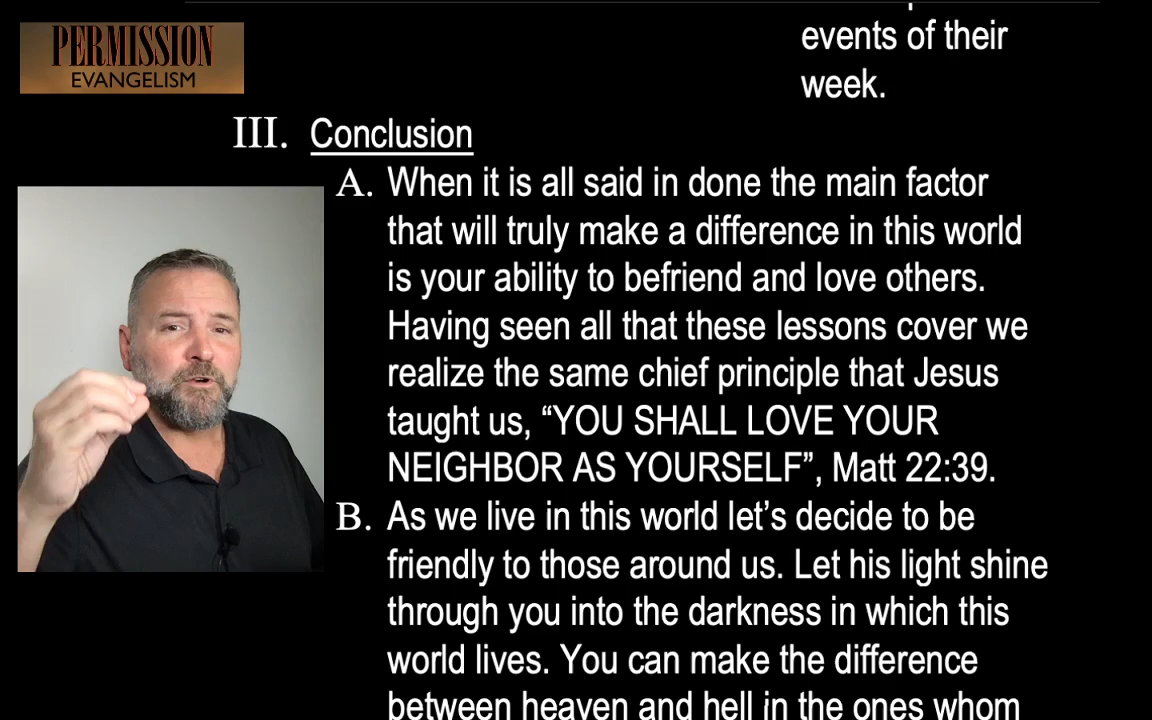 PERMISSION
EVANGELISM
events of their
week.
III. Conclusion
A. When it is all said in done the main factor
that will truly make a difference in this world
is your ability to befriend and love others.
Having seen all that these lessons cover we
realize the same chief principle that Jesus
taught us, “YOU SHALL LOVE YOUR
NEIGHBOR AS YOURSELF”, Matt 22:39.
B. As we live in this world let’s decide to be
friendly to those around us. Let his light shine
through you into the darkness in which this
world lives. You can make the difference
between heaven and hell in the ones whom